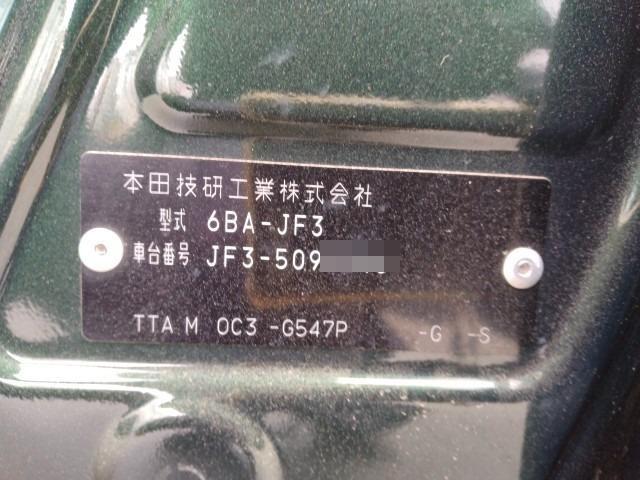 本田技研工業株式会社
型式 6BA-JF3
車台番号 JF3-509
TTA M OC3 -G547P -G -S